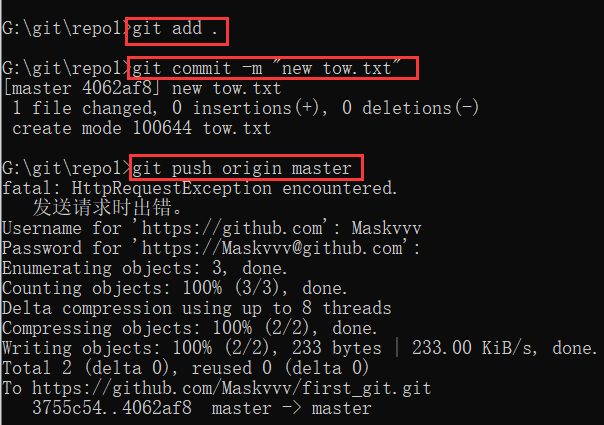 G:\git\repo1>git add .
G:\git\repo1>git commit -m "new tow.txt"
[master 4062af8] new tow.txt
1 file changed, 0 insertions(+), 0 deletions(-)
create mode 100644 tow.txt
G:\git\repo1>git push origin master
fatal: HttpRequestException encountered.
发送请求时出错。
Username for 'https://github.com': Maskvvv
Password for 'https://Maskvvv@github.com':
Enumerating objects: 3, done.
Counting objects: 100% (3/3), done.
Delta compression using up to 8 threads
Compressing objects: 100% (2/2), done.
Writing objects: 100% (2/2), 233 bytes | 233.00 KiB/s, done.
Total 2 (delta 0), reused 0 (delta 0)
To https://github.com/Maskvvv/first_git.git
3755c54..4062af8  master -> master